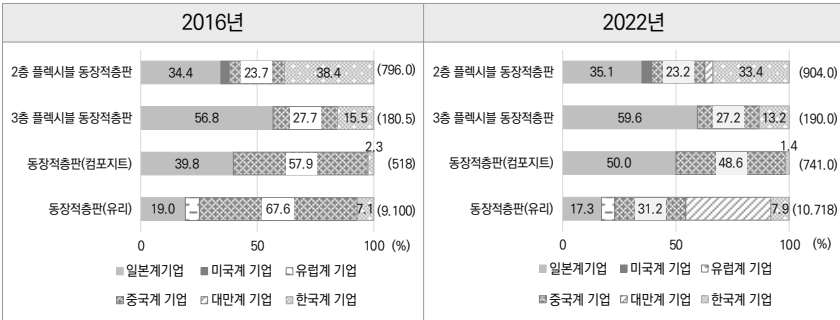 2016년
2022년
2층 플렉시블 동장적층판 34.4 23.7 38.4 (796.0)
3층 플렉시블 동장적층판 56.8 27.7 15.5 (180.5)
2.3
동장적층판(컴포지트) 39.8 57.9 (518)
동장적층판(유리) 19.0 67.6 7.1 (9.100)
0 50 100 (%)
■일본계기업 ■미국계 기업 □유럽계 기업
중국계 기업 대만계 기업 한국계 기업
2층 플렉시블 동장적층판 35.1 23.2 33.4 (904.0)
3층 플렉시블 동장적층판 59.6 27.2 13.2 (190.0)
1.4
동장적층판(컴포지트) 50.0 48.6 (741.0)
동장적층판(유리) 17.3 31.2 7.9 (10.718)
0 50 100 (%)
■일본계기업 ■미국계 기업 □유럽계 기업
중국계 기업 대만계 기업 한국계 기업